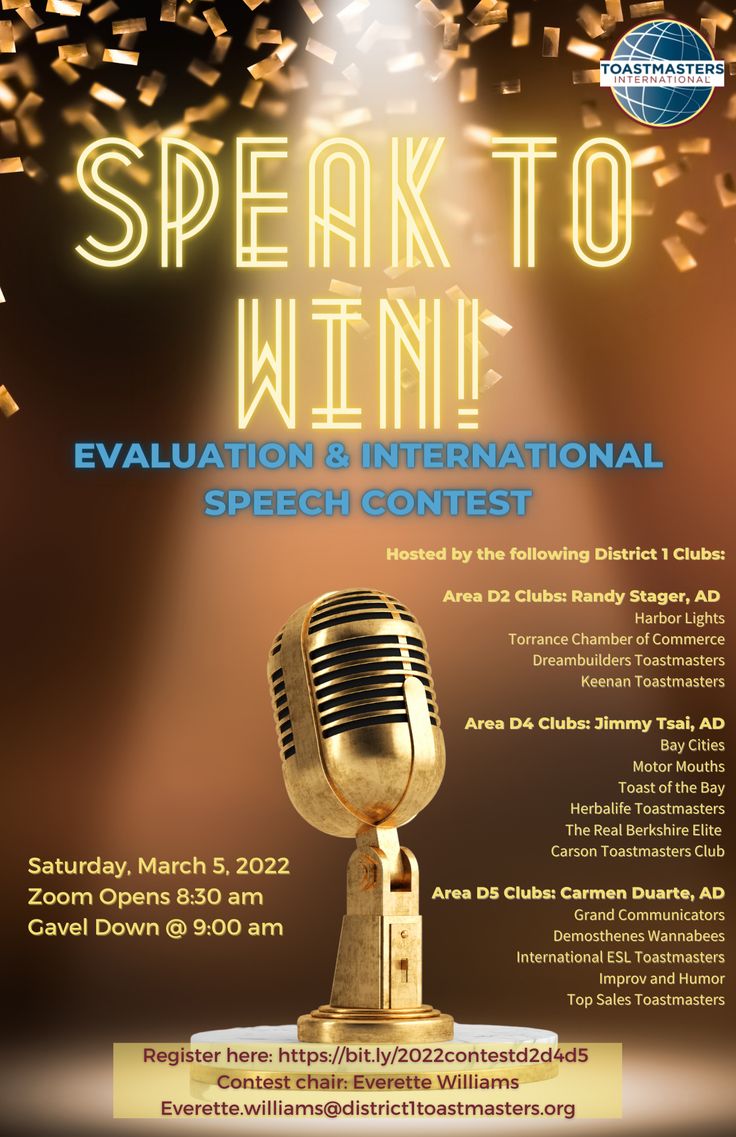 TOASTMASTERS
INTERNATIONAL
SPEAK TO
WIN!
EVALUATION & INTERNATIONAL
SPEECH CONTEST
Hosted by the following District 1 Clubs:
Area D2 Clubs: Randy Stager, AD
Harbor Lights
Torrance Chamber of Commerce
Dreambuilders Toastmasters
Keenan Toastmasters
Area D4 Clubs: Jimmy Tsai, AD
Bay Cities
Motor Mouths
Toast of the Bay
Herbalife Toastmasters
The Real Berkshire Elite
Carson Toastmasters Club
Area D5 Clubs: Carmen Duarte, AD
Grand Communicators
Demosthenes Wannabees
International ESL Toastmasters
Improv and Humor
Top Sales Toastmasters
Saturday, March 5, 2022
Zoom Opens 8:30 am
Gavel Down @ 9:00 am
Register here: https://bit.ly/2022contestd2d4d5
Contest chair: Everette Williams
Everette.williams@district1toastmasters.org